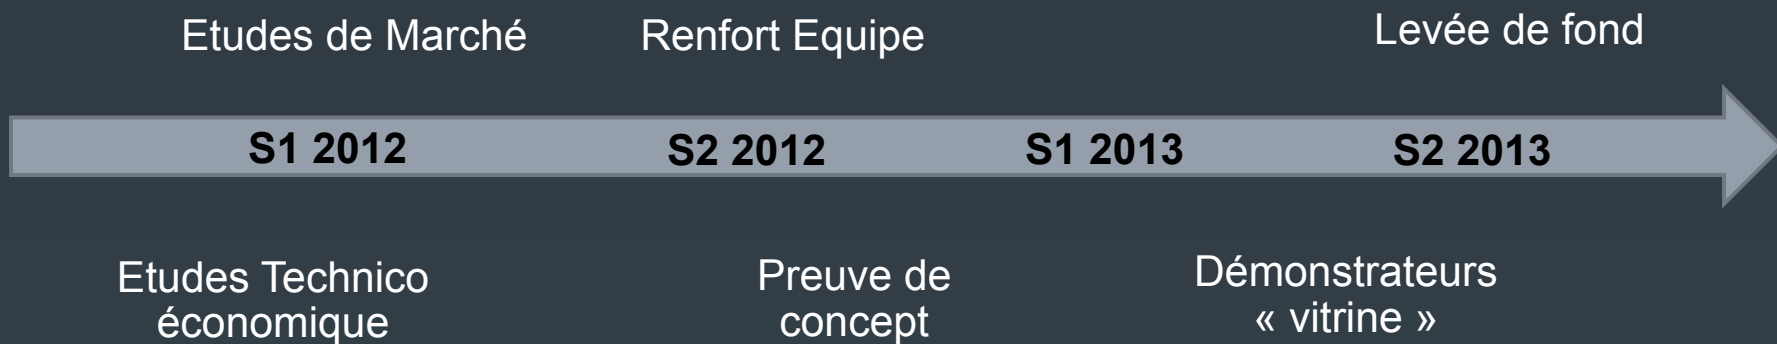 Etudes de Marché
Renfort Equipe
Levée de fond
S1 2012
S2 2012
S1 2013
S2 2013
Etudes Technico
économique
Preuve de
concept
Démonstrateurs
« vitrine »